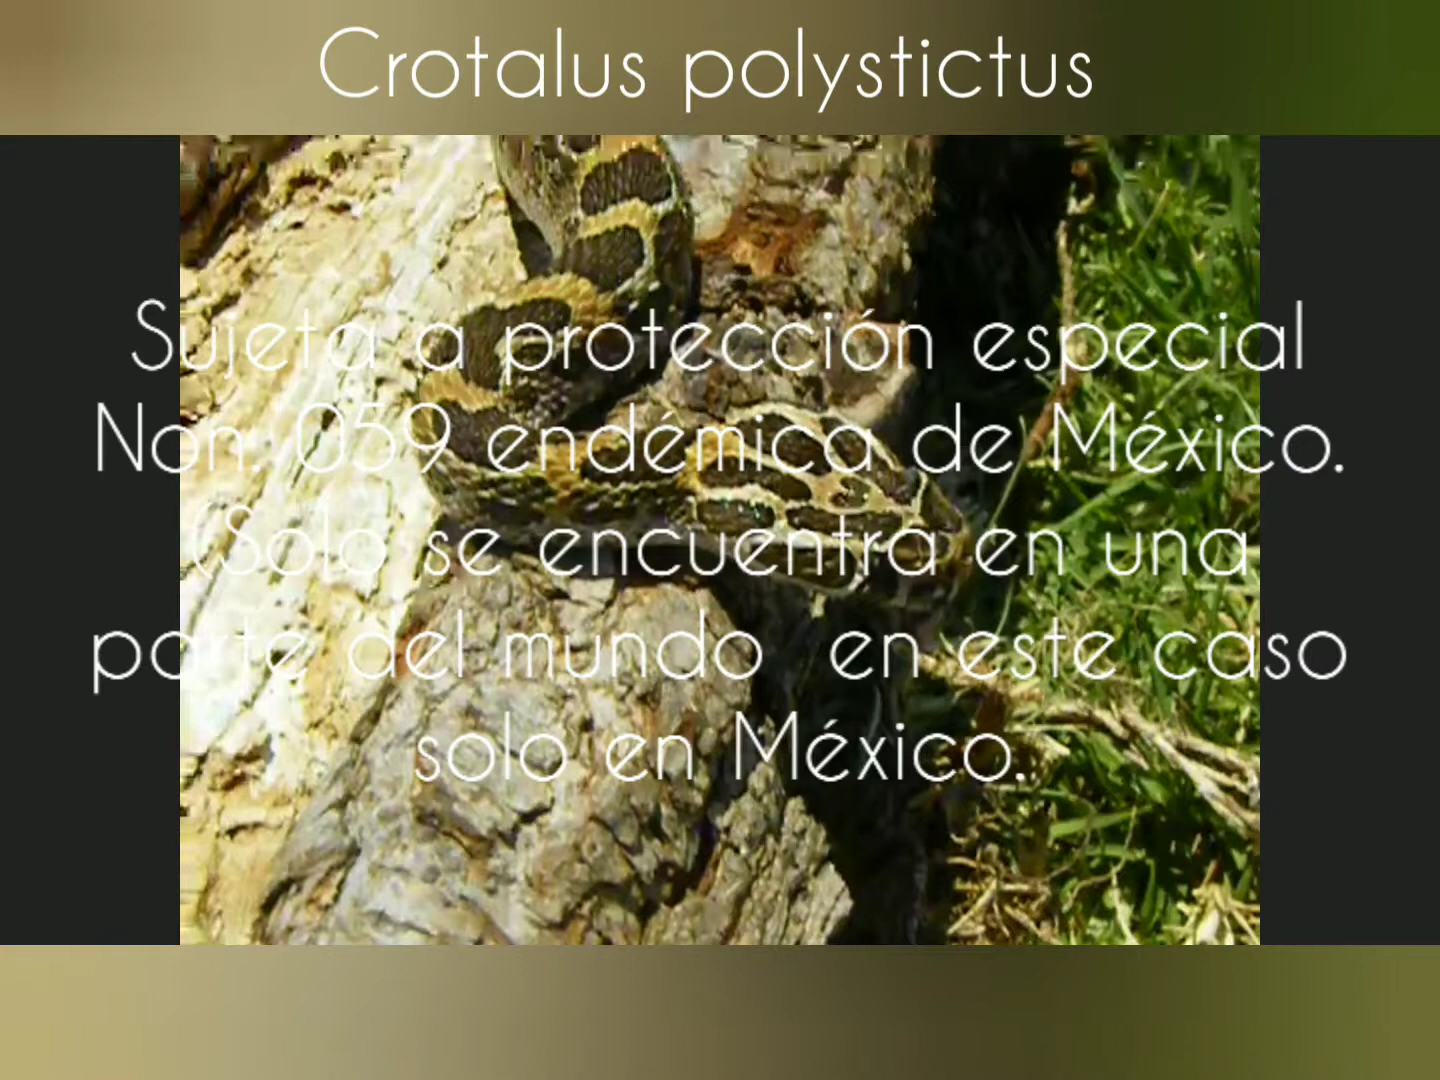 Crotalus polystictus
Sujeta a protección especial
Non. 059 endémica de México.
(Solo se encuentra en una
parte del mundo en este caso
solo en México.